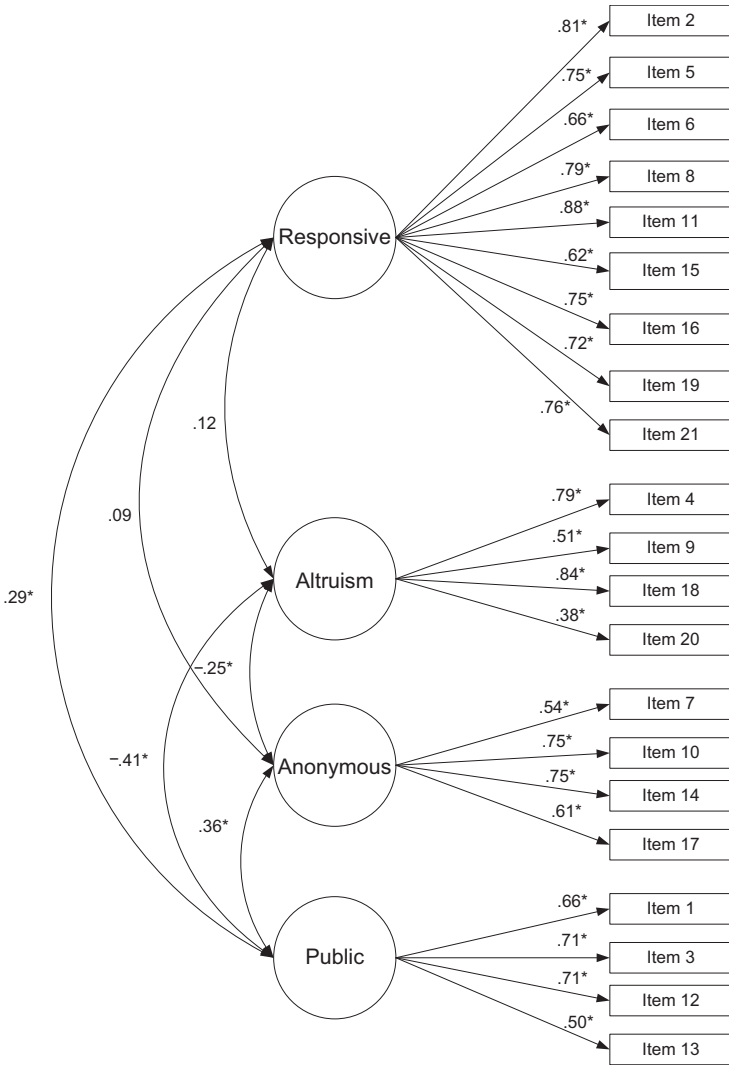 .81*
Item 2
.75*
Item 5
.66*
Item 6
.79*
Item 8
.88*
Item 11
.62*
Item 15
.75*
Item 16
.72*
Item 19
.76*
Item 21
Responsive
.12
.09
.29*
.79*
Item 4
.51*
Item 9
.84*
Item 18
.38*
Item 20
Altruism
−.25*
−.41*
.54*
Item 7
.75*
Item 10
.75*
Item 14
.61*
Item 17
Anonymous
.36*
.66*
Item 1
.71*
Item 3
.71*
Item 12
.50*
Item 13
Public